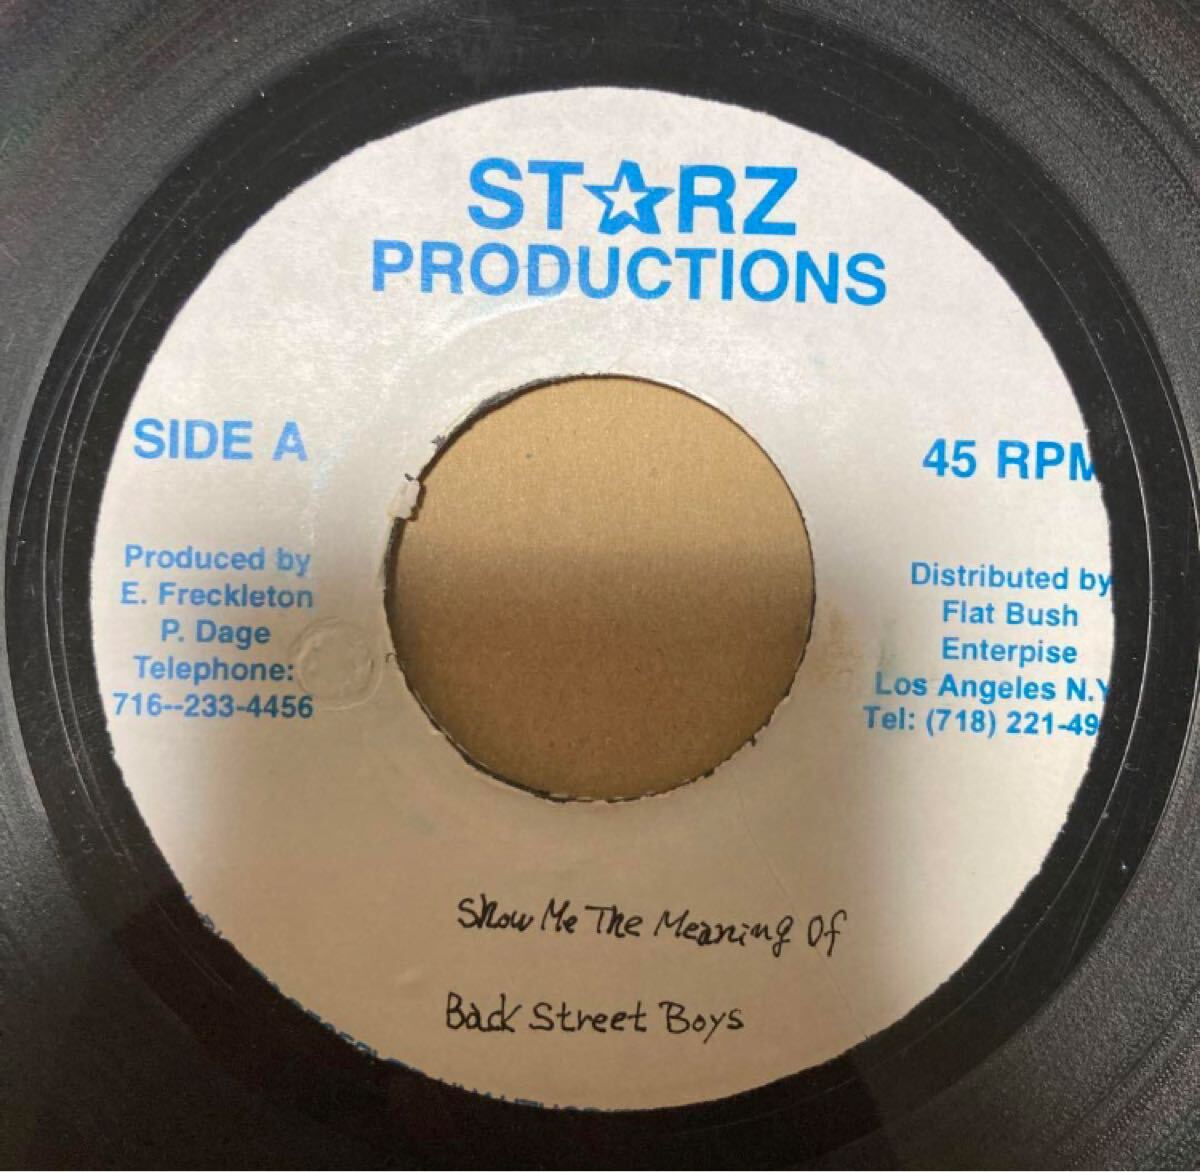 ST☆RZ
PRODUCTIONS
SIDE A
45 RPM
Produced by
E. Freckleton
P. Dage
Telephone:
716--233-4456
Distributed by
Flat Bush
Enterpise
Los Angeles N.Y
Tel: (718) 221-49
Show Me The Meaning Of
Back Street Boys